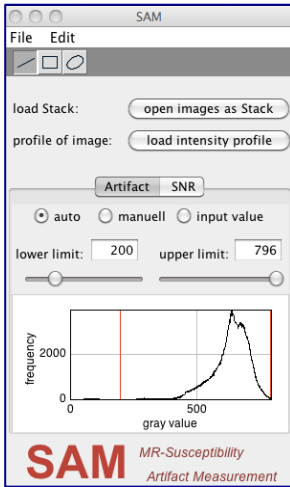 SAM
File Edit
load Stack: open images as Stack
profile of image: load intensity profile
Artifact SNR
auto manuell input value
lower limit: 200 upper limit: 796
frequency
2000
0
0 500
gray value
SAM MR-Susceptibility
Artifact Measurement